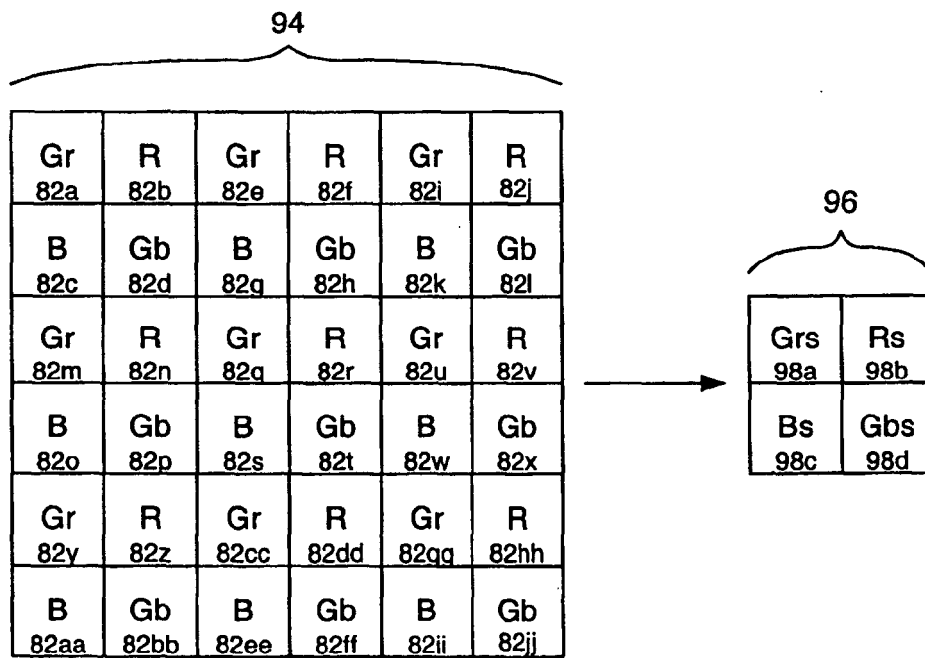 94
Gr R Gr R Gr R
82a 82b 82e 82f 82i 82j
96
B Gb B Gb B Gb
82c 82d 82g 82h 82k 82l
Gr R Gr R Gr R
82m 82n 82q 82r 82u 82v
Grs Rs
98a 98b
B Gb B Gb B Gb
82o 82p 82s 82t 82w 82x
Bs Gbs
98c 98d
Gr R Gr R Gr R
82y 82z 82cc 82dd 82gg 82hh
B Gb B Gb B Gb
82aa 82bb 82ee 82ff 82ii 82jj